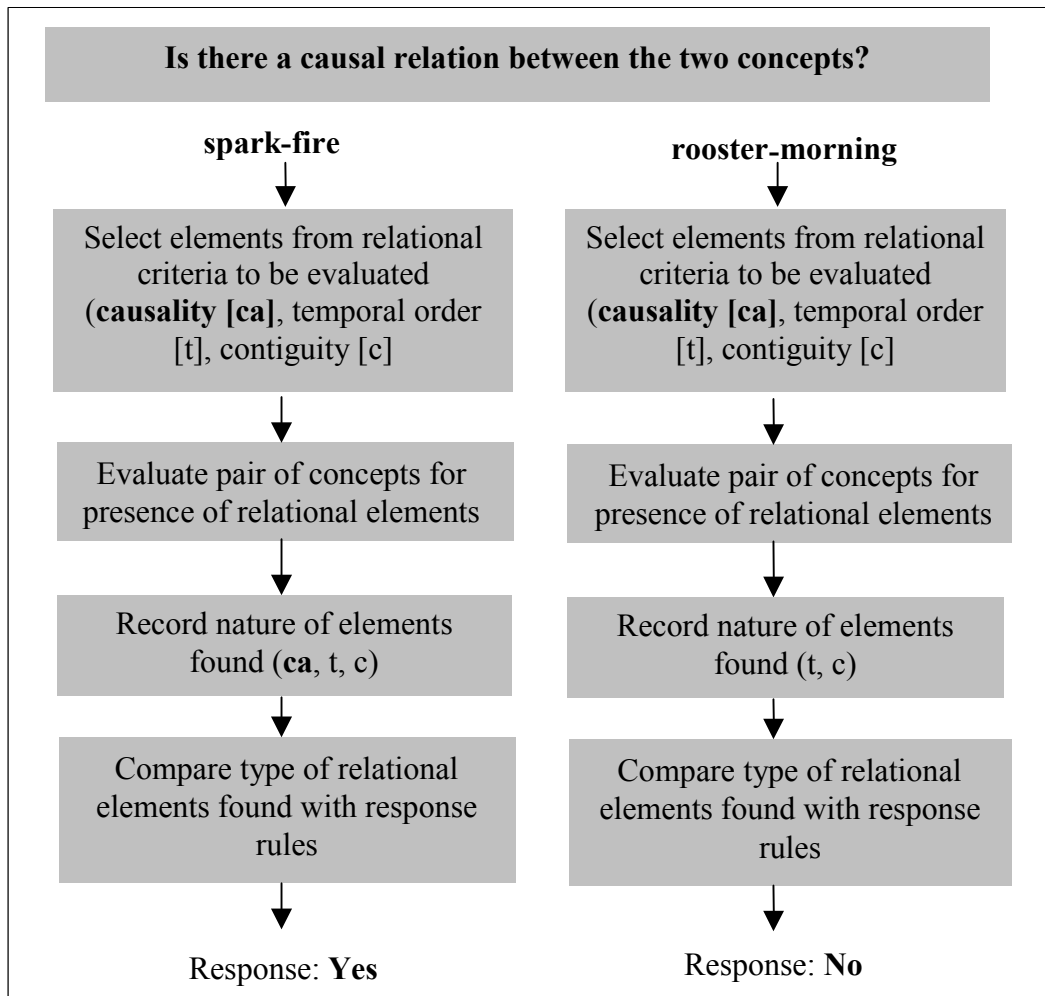 Is there a causal relation between the two concepts?
spark-fire
Select elements from relational
criteria to be evaluated
(causality [ca], temporal order
[t], contiguity [c]
Evaluate pair of concepts for
presence of relational elements
Record nature of elements
found (ca, t, c)
Compare type of relational
elements found with response
rules
Response: Yes
rooster-morning
Select elements from relational
criteria to be evaluated
(causality [ca], temporal order
[t], contiguity [c]
Evaluate pair of concepts for
presence of relational elements
Record nature of elements
found (t, c)
Compare type of relational
elements found with response
rules
Response: No